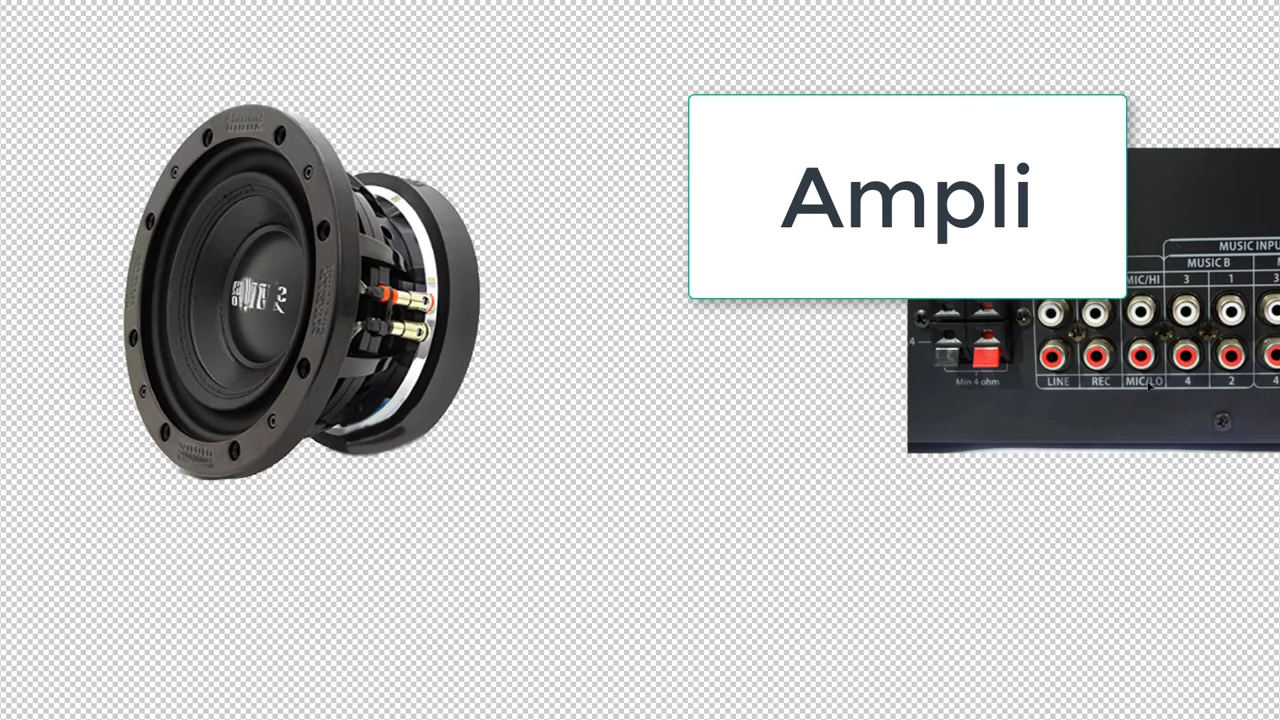 Ampli
MUSIC INPU
MUSIC B
MIC/HI 3 1 3
4
Min 4 ohm
LINE REC MIC/LO 4 2 4